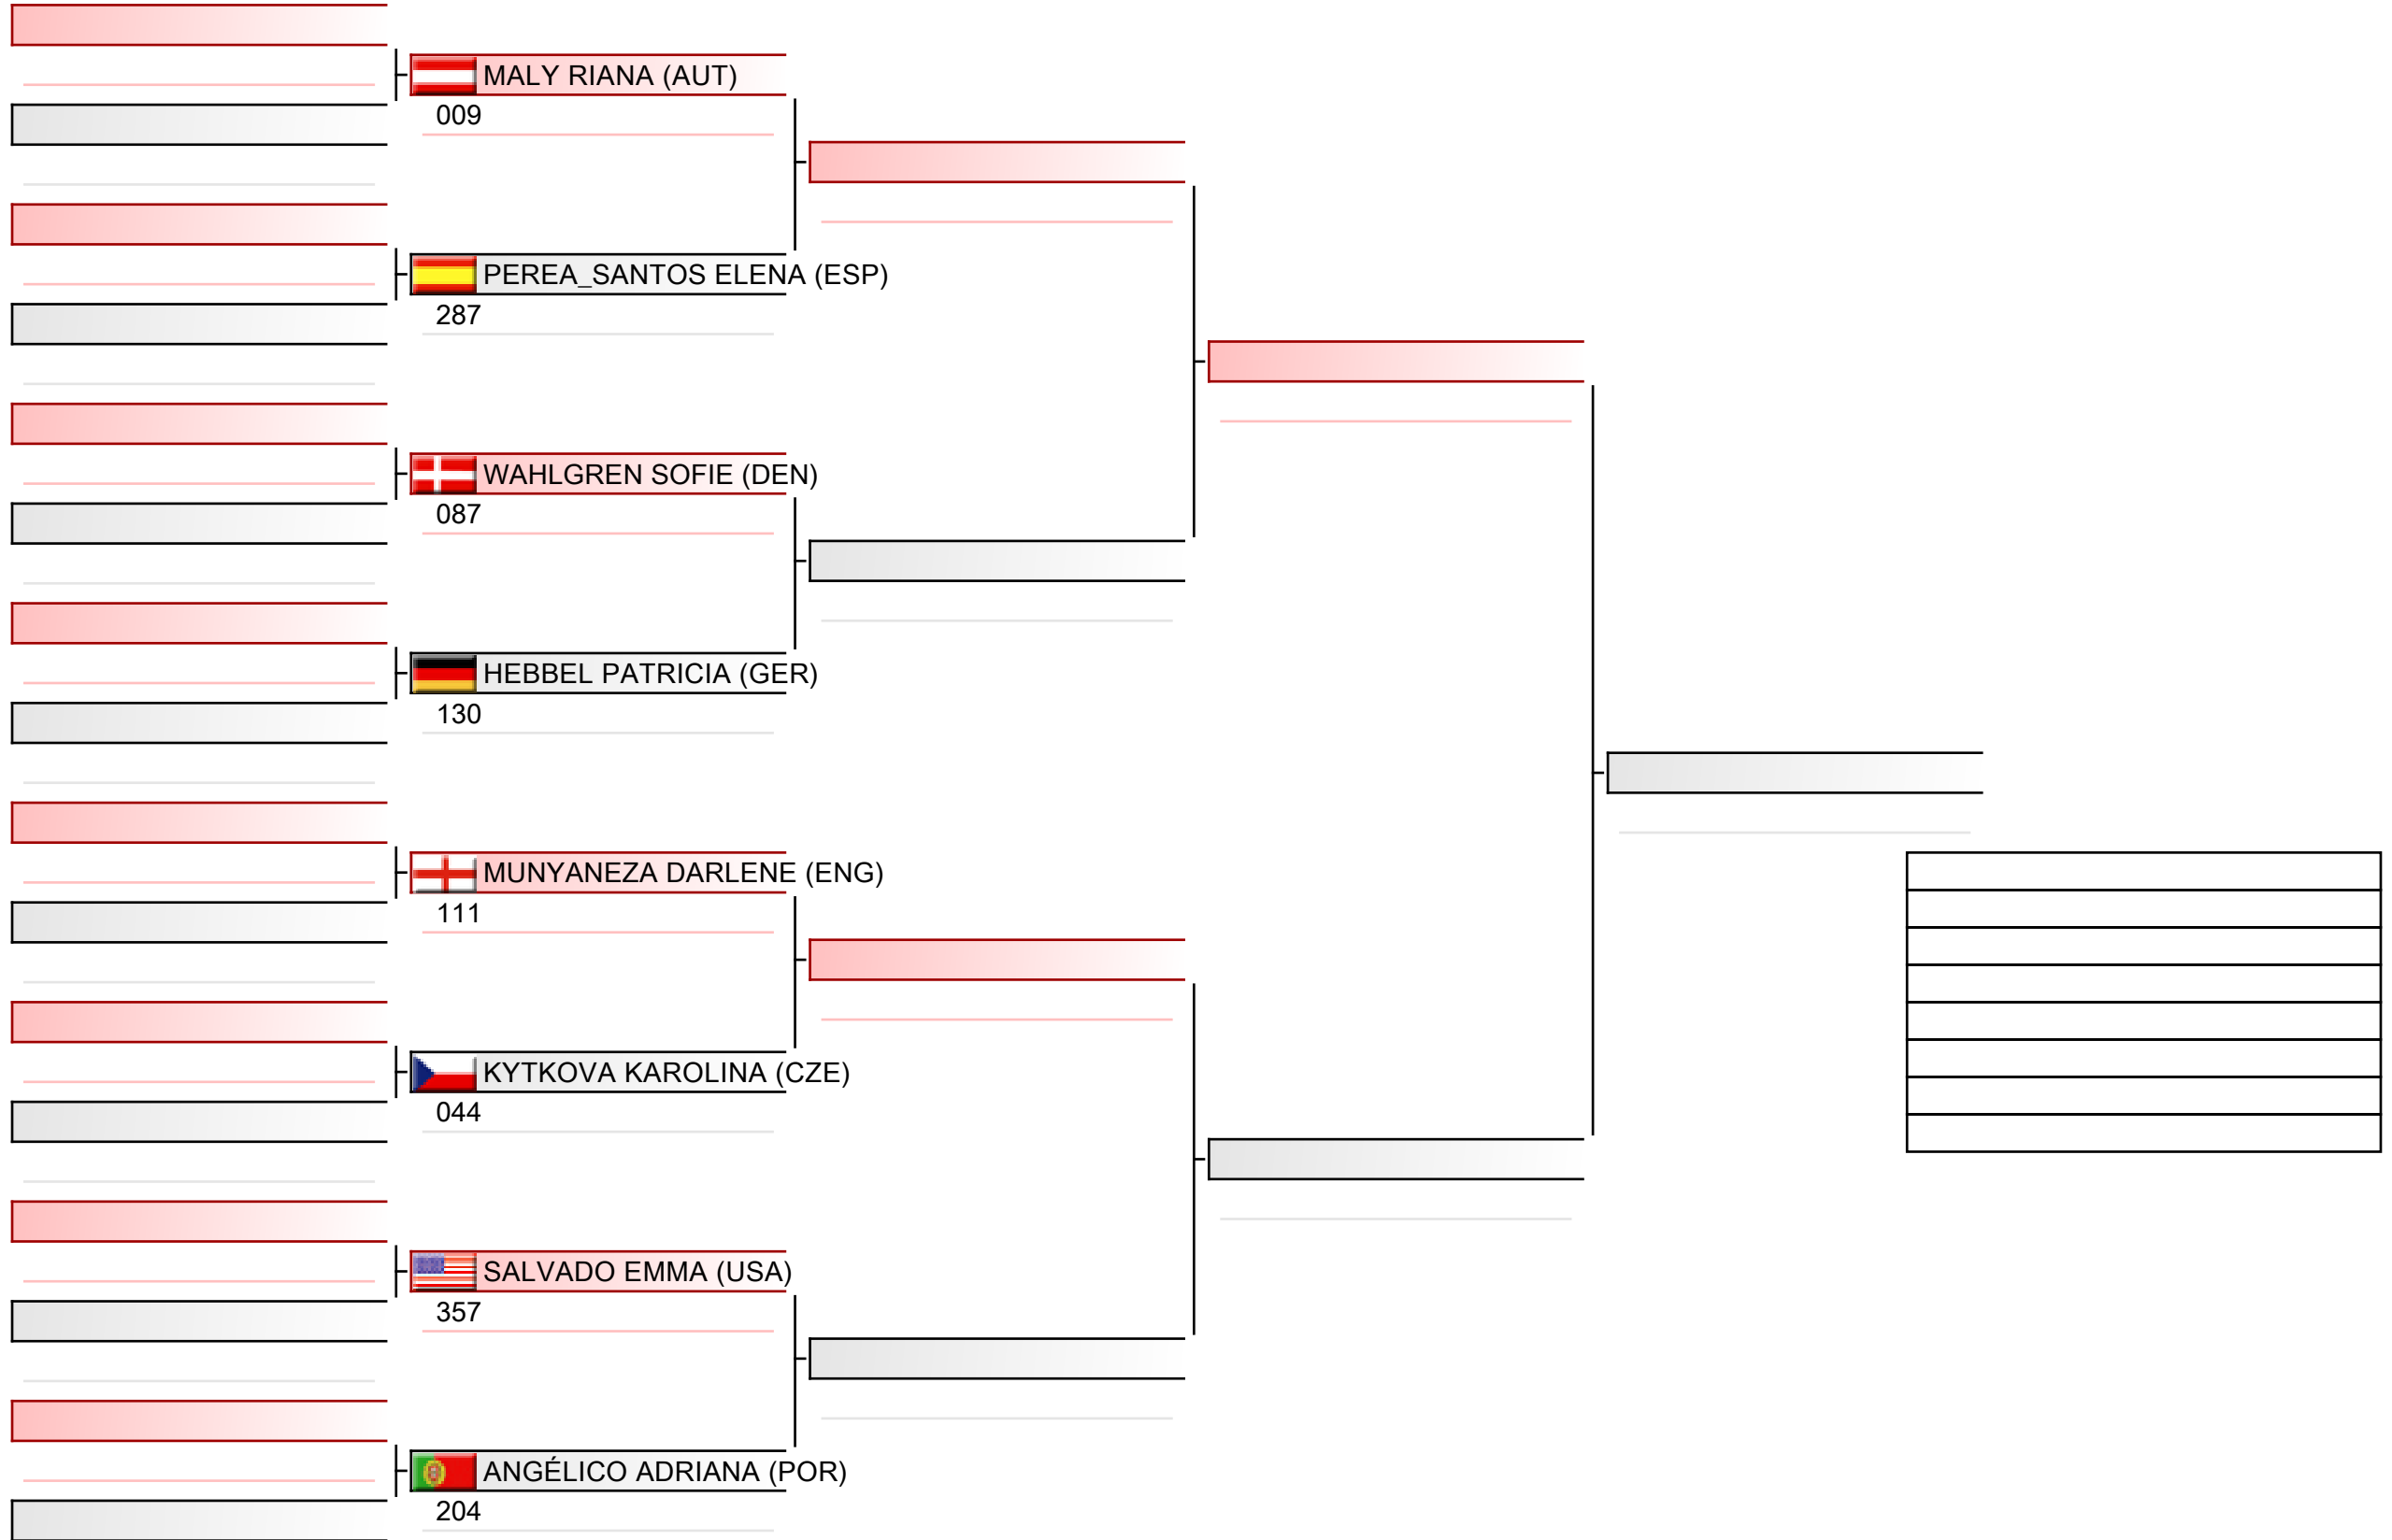 MALY RIANA (AUT)
009
PEREA_SANTOS ELENA (ESP)
287
WAHLGREN SOFIE (DEN)
087
HEBBEL PATRICIA (GER)
130
MUNYANEZA DARLENE (ENG)
111
KYTKOVA KAROLINA (CZE)
044
SALVADO EMMA (USA)
357
ANGÉLICO ADRIANA (POR)
204